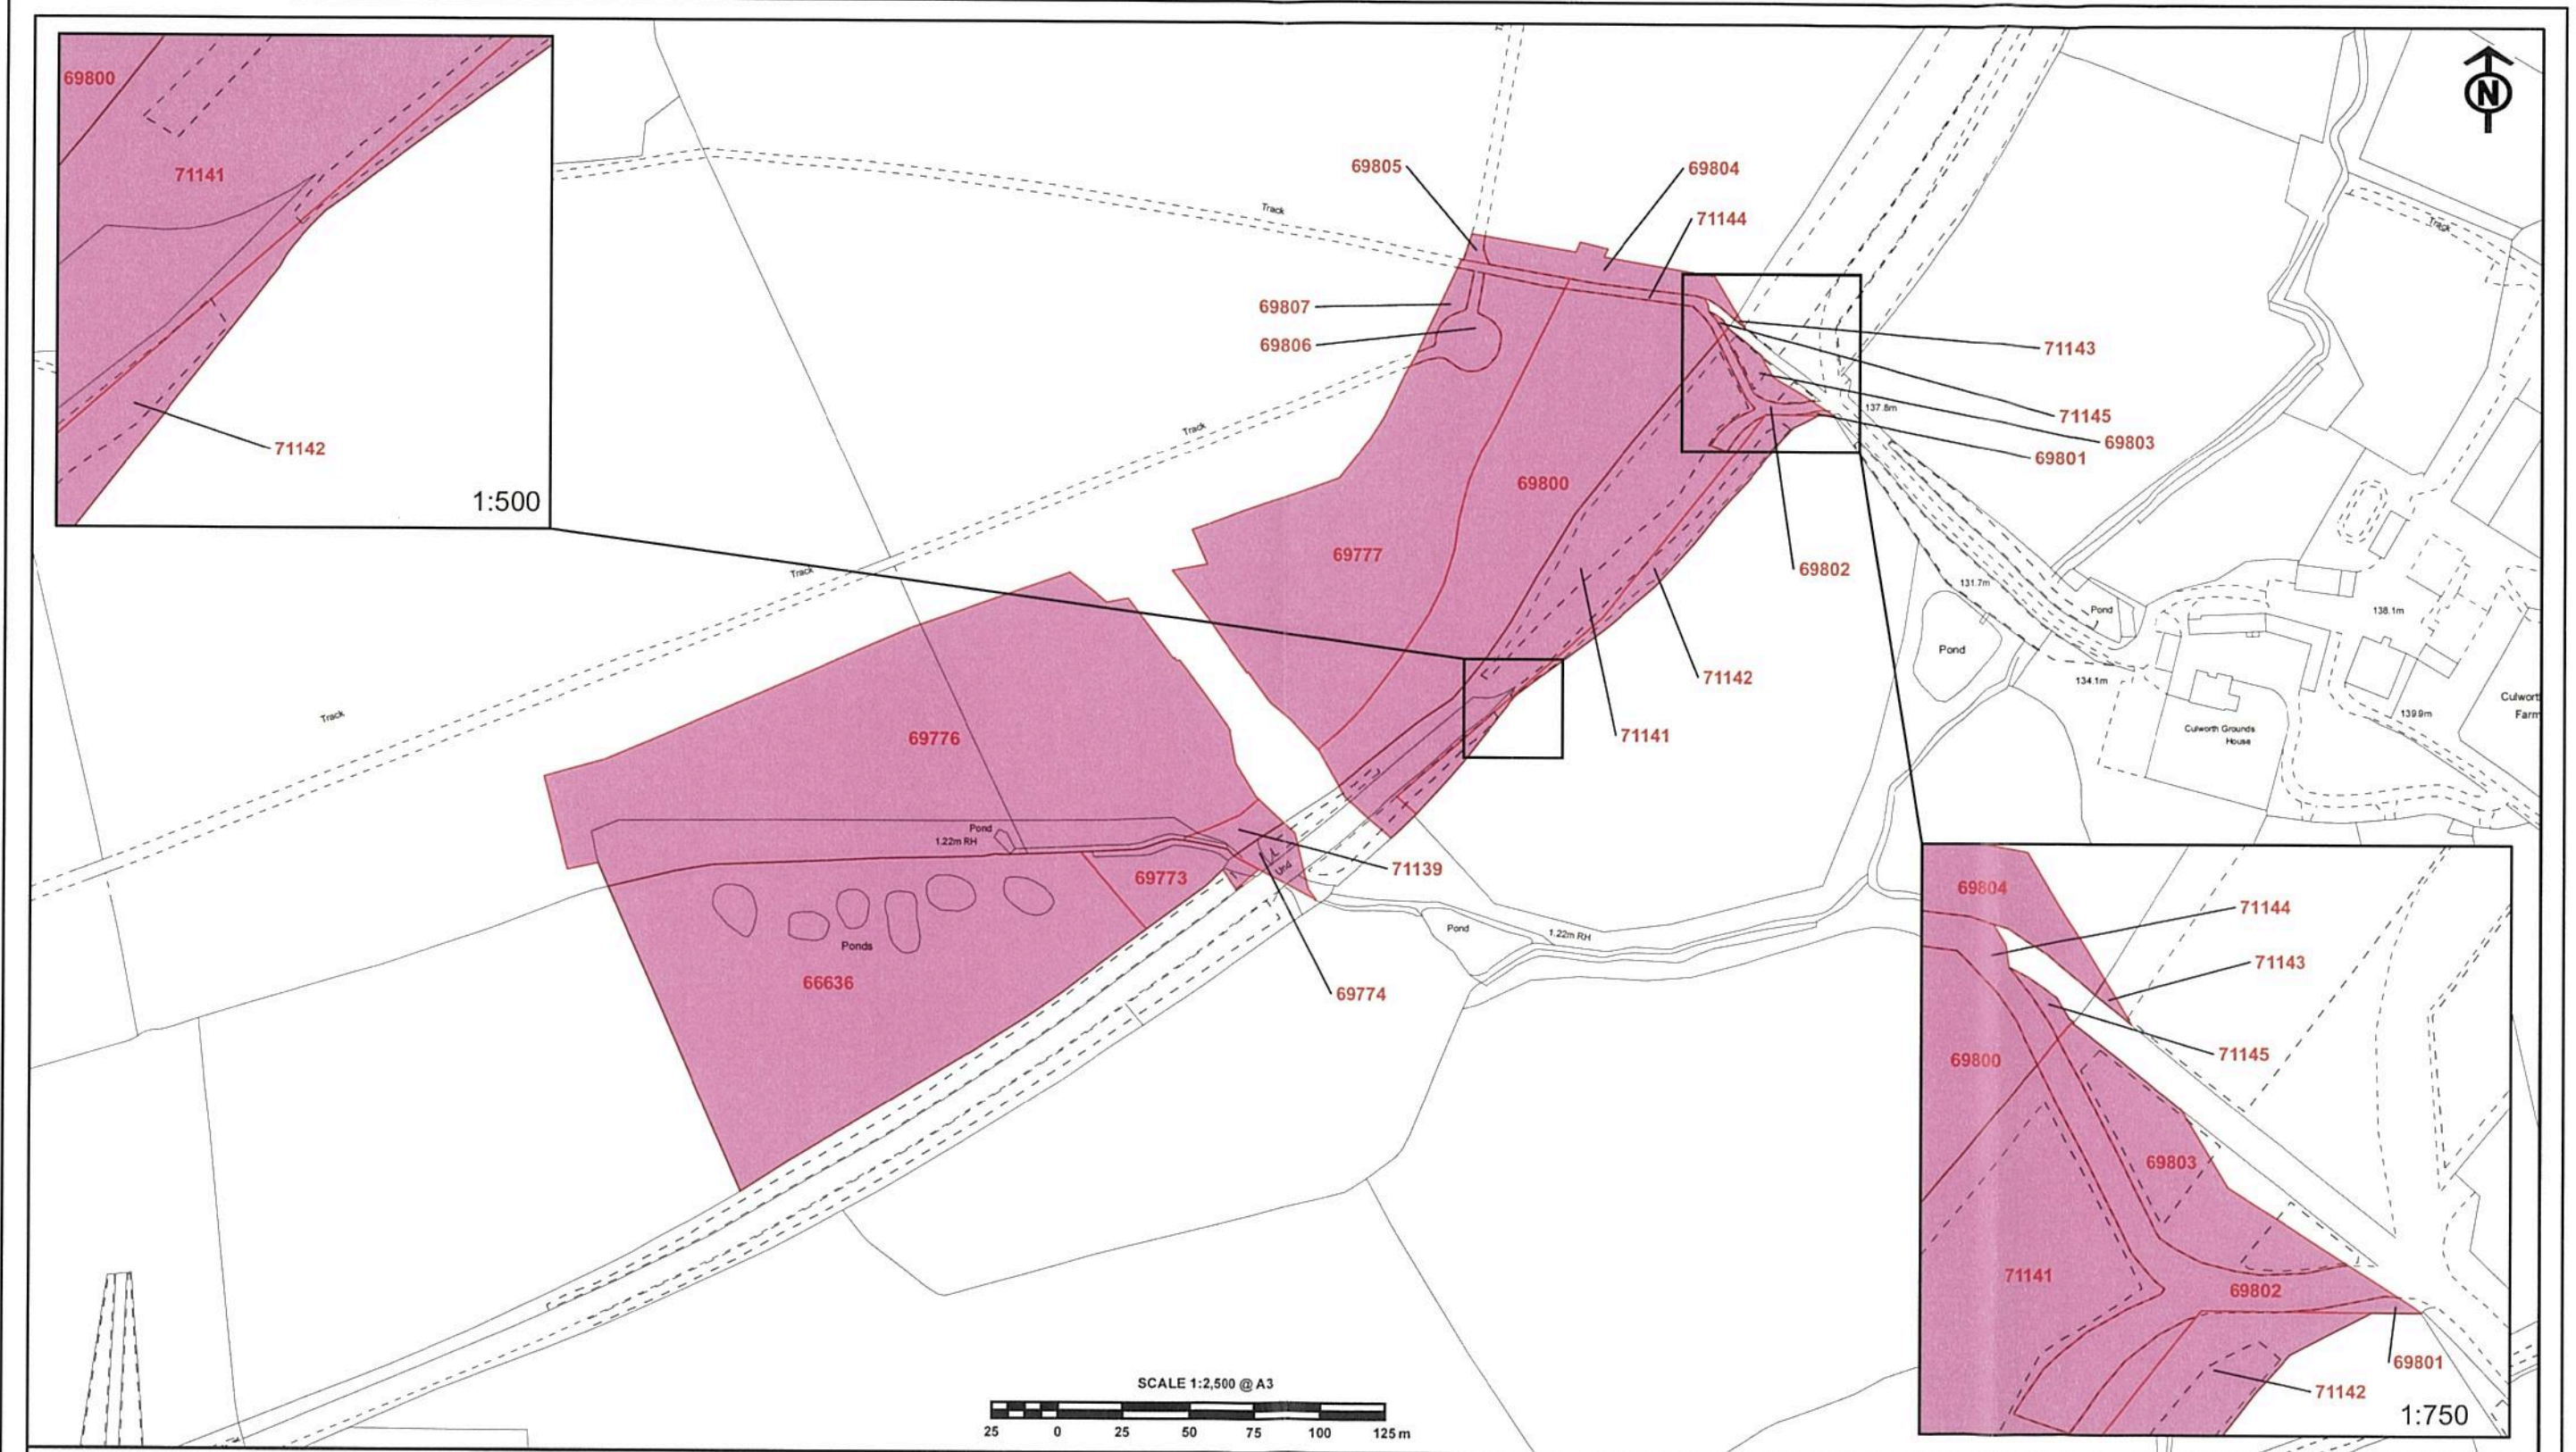 69800
71141
71142
1:500
N
69805
69804
71144
Track
Track
69807
69806
71143
71145
69803
69801
137.8m
Track
69800
69777
69802
Track
131.7m
Pond
138.1m
Pond
71142
134.1m
Track
69776
71141
139.9m
Culworth Grounds
House
Pond
1.22m RH
Und
69773
71139
Ponds
66636
Pond
1.22m RH
69774
69804
71144
71143
71145
69800
69803
71141
69802
69801
71142
1:750
SCALE 1:2,500 @ A3
25 0 25 50 75 100 125 m